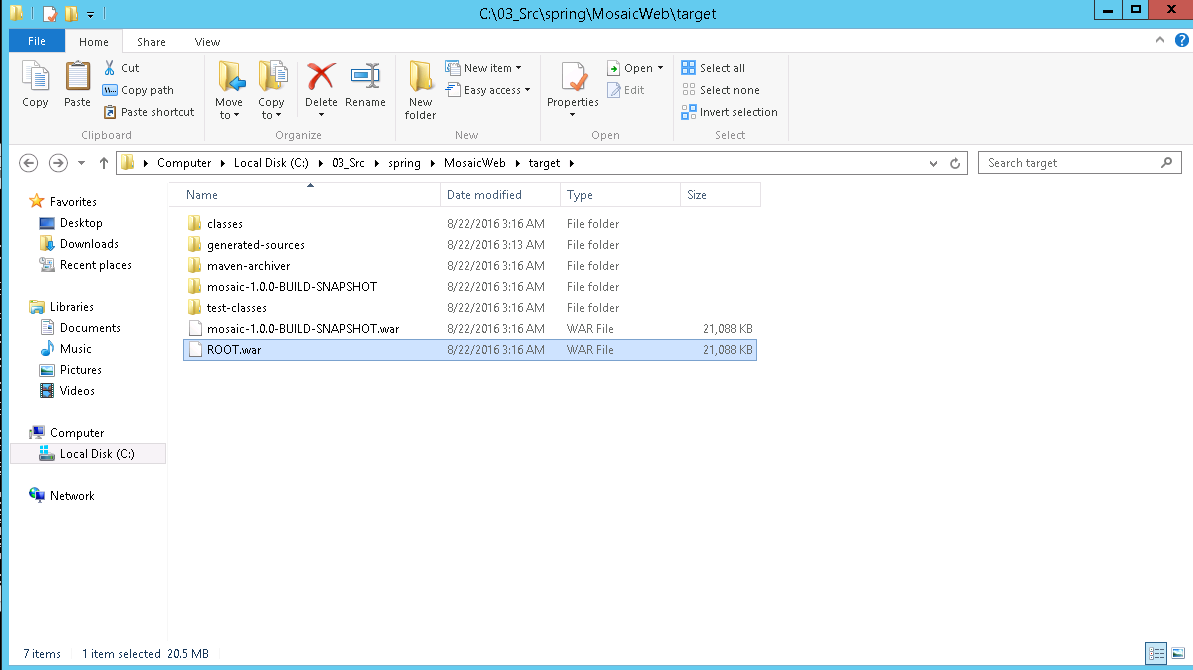 C:\03_Src\spring\MosaicWeb\target
File Home Share View
Copy
Paste
Cut
Copy path
Paste shortcut
Clipboard
Move to
Copy to
Delete
Rename
Organize
New folder
New item
Easy access
New
Properties
Open
Edit
Open
Select all
Select none
Invert selection
Select
Computer Local Disk (C:) 03_Src spring MosaicWeb target
Search target
Favorites
Desktop
Downloads
Recent places
Libraries
Documents
Music
Pictures
Videos
Computer
Local Disk (C:)
Network
Name Date modified Type Size
classes 8/22/2016 3:16 AM File folder
generated-sources 8/22/2016 3:13 AM File folder
maven-archiver 8/22/2016 3:16 AM File folder
mosaic-1.0.0-BUILD-SNAPSHOT 8/22/2016 3:16 AM File folder
test-classes 8/22/2016 3:16 AM File folder
mosaic-1.0.0-BUILD-SNAPSHOT.war 8/22/2016 3:16 AM WAR File 21,088 KB
ROOT.war 8/22/2016 3:16 AM WAR File 21,088 KB
7 items 1 item selected 20.5 MB